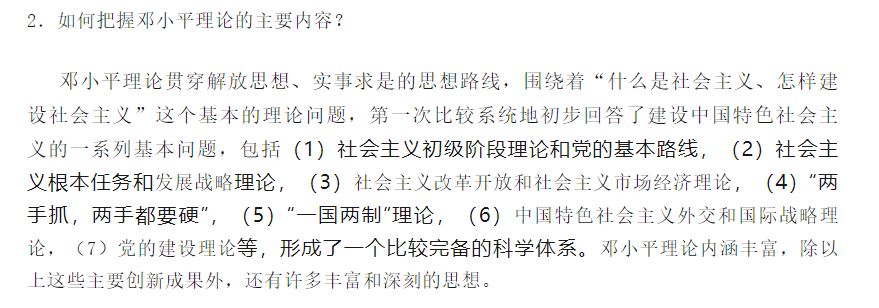 2．如何把握邓小平理论的主要内容？
邓小平理论贯穿解放思想、实事求是的思想路线，围绕着“什么是社会主义、怎样建
设社会主义”这个基本的理论问题，第一次比较系统地初步回答了建设中国特色社会主
义的一系列基本问题，包括（1）社会主义初级阶段理论和党的基本路线，（2）社会主
义根本任务和发展战略理论，（3）社会主义改革开放和社会主义市场经济理论，（4）“两
手抓，两手都要硬”，（5）“一国两制”理论，（6）中国特色社会主义外交和国际战略理
论，（7）党的建设理论等，形成了一个比较完备的科学体系。邓小平理论内涵丰富，除以
上这些主要创新成果外，还有许多丰富和深刻的思想。